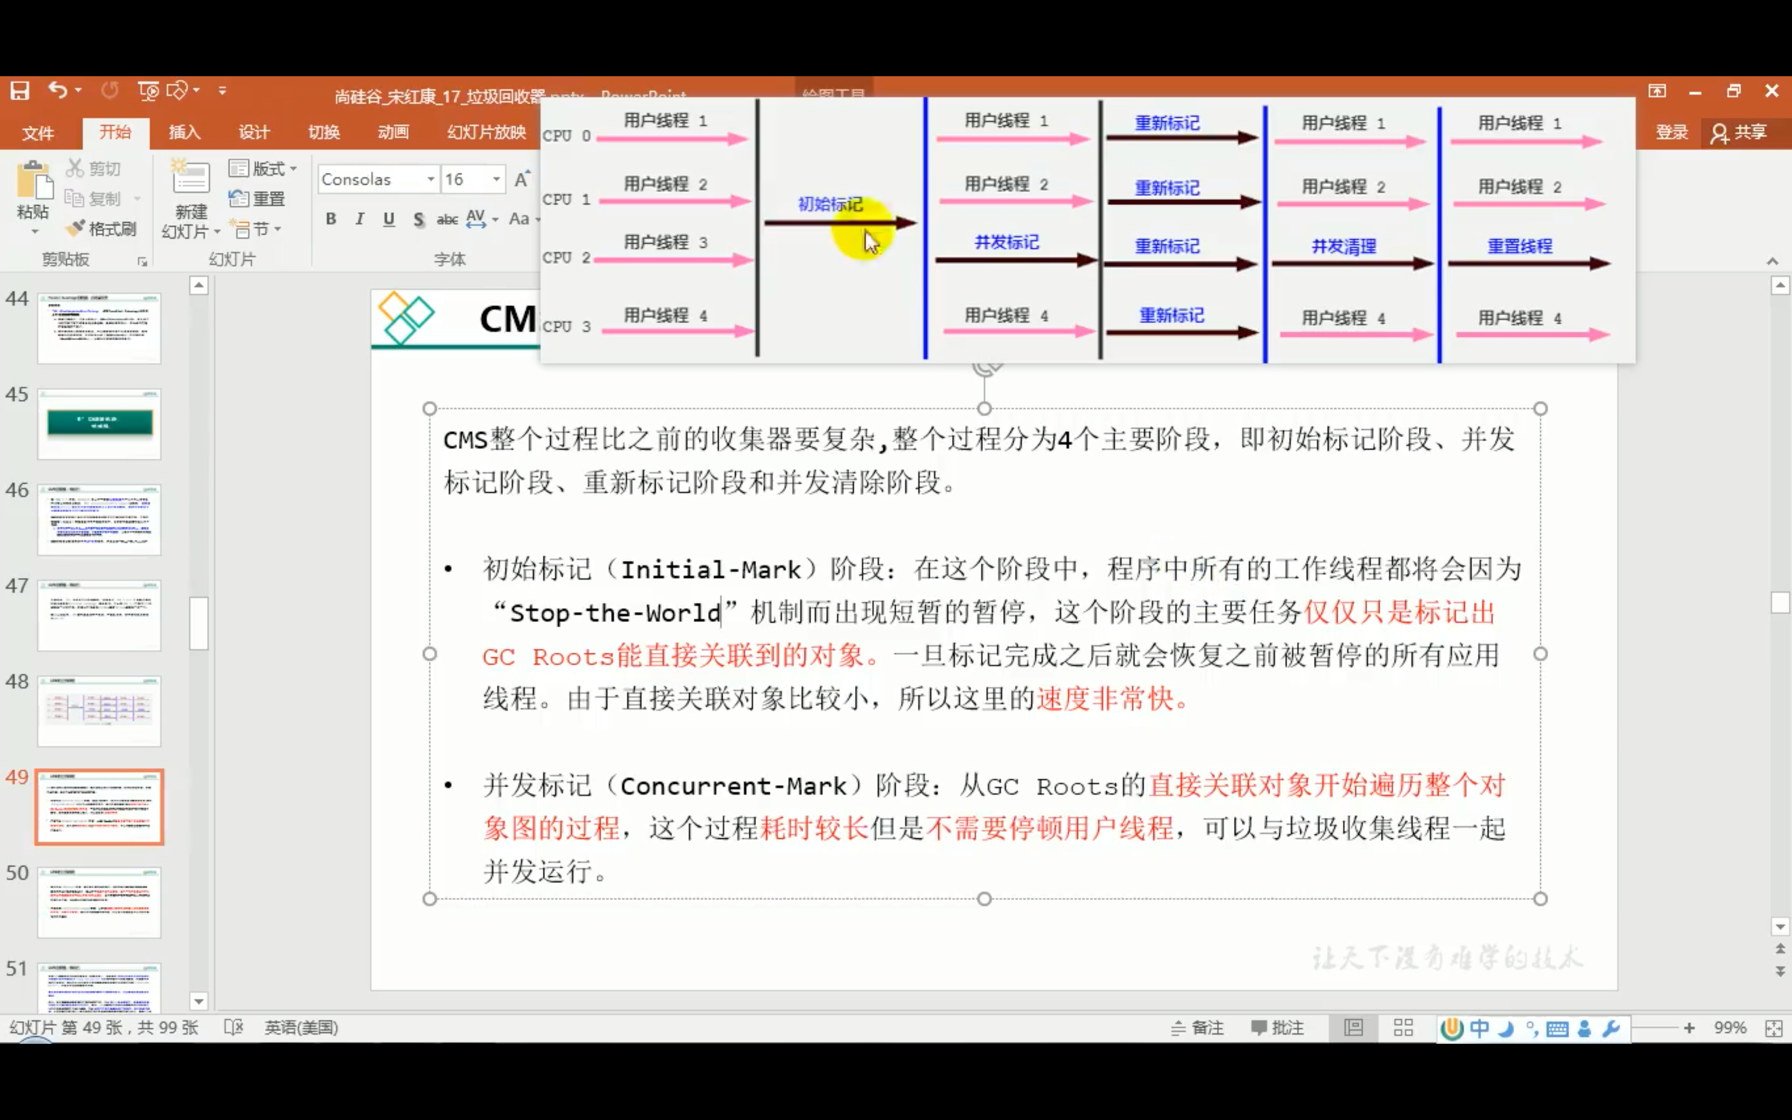 尚硅谷_宋红康_17_垃圾回收器.pptx - PowerPoint
绘图工具
文件 开始 插入 设计 切换 动画 幻灯片放映
登录 共享
粘贴 剪切 复制 格式刷
剪贴板
新建
幻灯片 版式 重置 节
幻灯片
Consolas 16 A
B I U S abc AV Aa
字体
CPU 0 用户线程 1 用户线程 1 重新标记 用户线程 1 用户线程 1
CPU 1 用户线程 2 初始标记 用户线程 2 重新标记 用户线程 2 用户线程 2
CPU 2 用户线程 3 并发标记 重新标记 并发清理 重置线程
CPU 3 用户线程 4 用户线程 4 重新标记 用户线程 4 用户线程 4
44
45
46
47
48
49
50
51
CM
CMS整个过程比之前的收集器要复杂,整个过程分为4个主要阶段，即初始标记阶段、并发
标记阶段、重新标记阶段和并发清除阶段。
• 初始标记（Initial-Mark）阶段：在这个阶段中，程序中所有的工作线程都将会因为
“Stop-the-World”机制而出现短暂的暂停，这个阶段的主要任务仅仅只是标记出
GC Roots能直接关联到的对象。一旦标记完成之后就会恢复之前被暂停的所有应用
线程。由于直接关联对象比较小，所以这里的速度非常快。
• 并发标记（Concurrent-Mark）阶段：从GC Roots的直接关联对象开始遍历整个对
象图的过程，这个过程耗时较长但是不需要停顿用户线程，可以与垃圾收集线程一起
并发运行。
让天下没有难学的技术
幻灯片 第 49 张，共 99 张 英语(美国)
备注 批注 中 99%